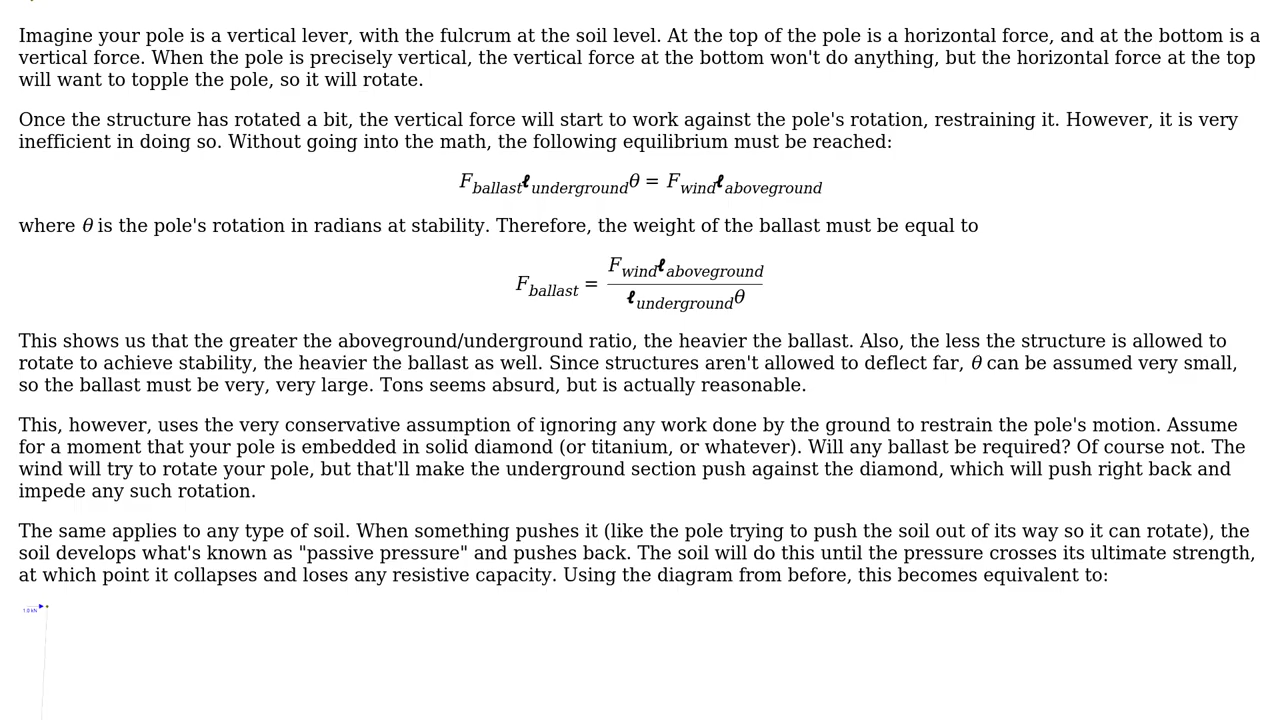 Imagine your pole is a vertical lever, with the fulcrum at the soil level. At the top of the pole is a horizontal force, and at the bottom is a
vertical force. When the pole is precisely vertical, the vertical force at the bottom won't do anything, but the horizontal force at the top
will want to topple the pole, so it will rotate.
Once the structure has rotated a bit, the vertical force will start to work against the pole's rotation, restraining it. However, it is very
inefficient in doing so. Without going into the math, the following equilibrium must be reached:
F_ballast ℓ_underground θ = F_wind ℓ_aboveground
where θ is the pole's rotation in radians at stability. Therefore, the weight of the ballast must be equal to
F_ballast = F_wind ℓ_aboveground / ℓ_underground θ
This shows us that the greater the aboveground/underground ratio, the heavier the ballast. Also, the less the structure is allowed to
rotate to achieve stability, the heavier the ballast as well. Since structures aren't allowed to deflect far, θ can be assumed very small,
so the ballast must be very, very large. Tons seems absurd, but is actually reasonable.
This, however, uses the very conservative assumption of ignoring any work done by the ground to restrain the pole's motion. Assume
for a moment that your pole is embedded in solid diamond (or titanium, or whatever). Will any ballast be required? Of course not. The
wind will try to rotate your pole, but that'll make the underground section push against the diamond, which will push right back and
impede any such rotation.
The same applies to any type of soil. When something pushes it (like the pole trying to push the soil out of its way so it can rotate), the
soil develops what's known as "passive pressure" and pushes back. The soil will do this until the pressure crosses its ultimate strength,
at which point it collapses and loses any resistive capacity. Using the diagram from before, this becomes equivalent to:
1.0 kN